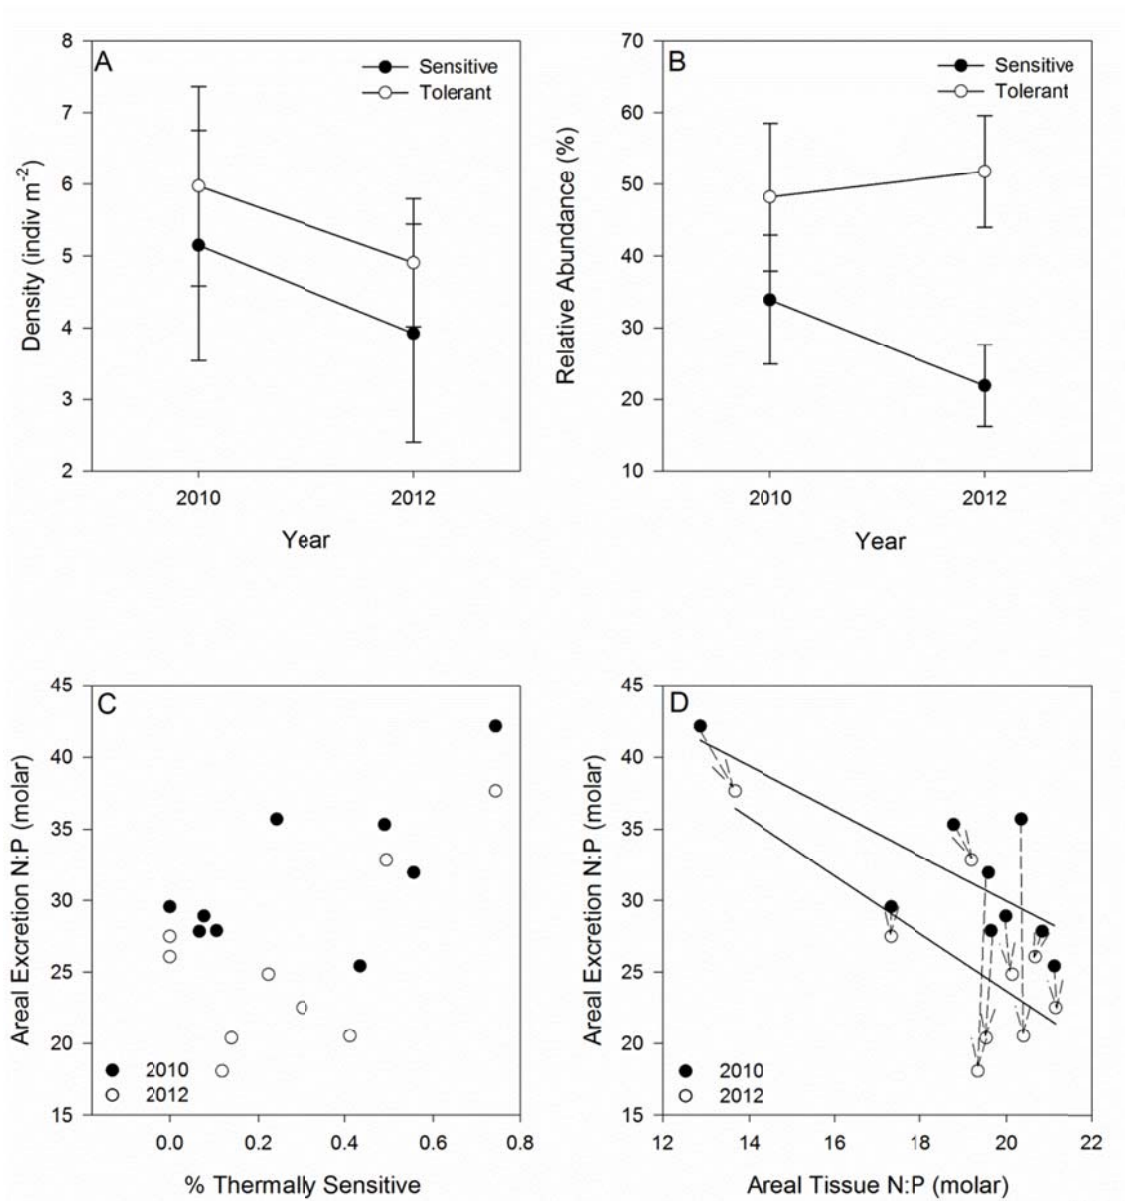 A
Sensitive
Tolerant
8
7
6
5
4
3
2
Density (indiv m-2)
2010 2012
Year
B
Sensitive
Tolerant
70
60
50
40
30
20
10
Relative Abundance (%)
2010 2012
Year
C
45
40
35
30
25
20
15
Areal Excretion N:P (molar)
2010
2012
0.0 0.2 0.4 0.6 0.8
% Thermally Sensitive
D
45
40
35
30
25
20
15
Areal Excretion N:P (molar)
2010
2012
12 14 16 18 20 22
Areal Tissue N:P (molar)